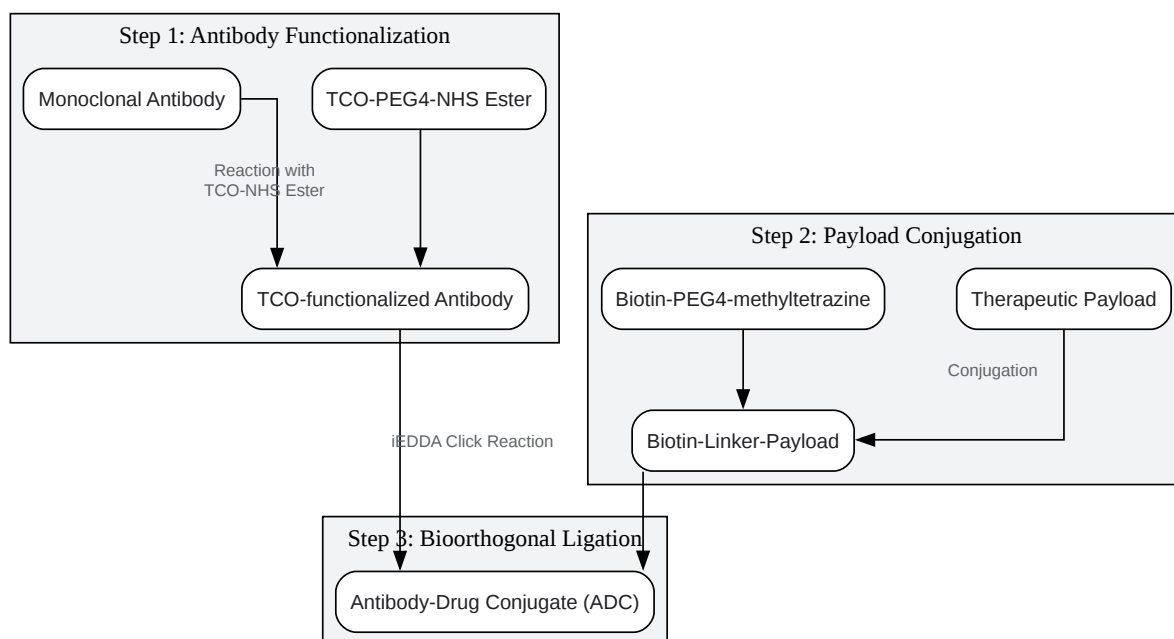 Step 1: Antibody Functionalization
Monoclonal Antibody
TCO-PEG4-NHS Ester
Reaction with
TCO-NHS Ester
TCO-functionalized Antibody
Step 2: Payload Conjugation
Biotin-PEG4-methyltetrazine
Therapeutic Payload
Conjugation
iEDDA Click Reaction
Biotin-Linker-Payload
Step 3: Bioorthogonal Ligation
Antibody-Drug Conjugate (ADC)